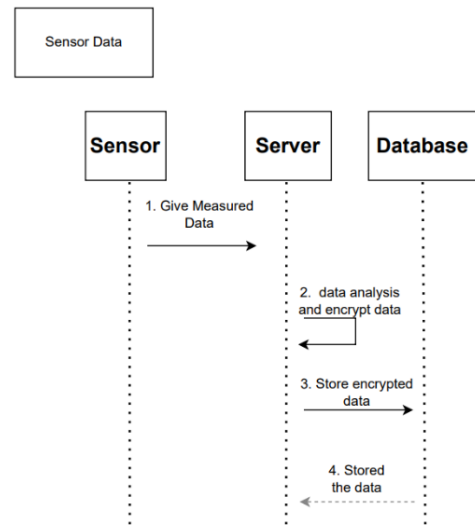 Sensor Data
Sensor
Server
Database
1. Give Measured
Data
2.  data analysis
and encrypt data
3. Store encrypted
data
4. Stored
the data